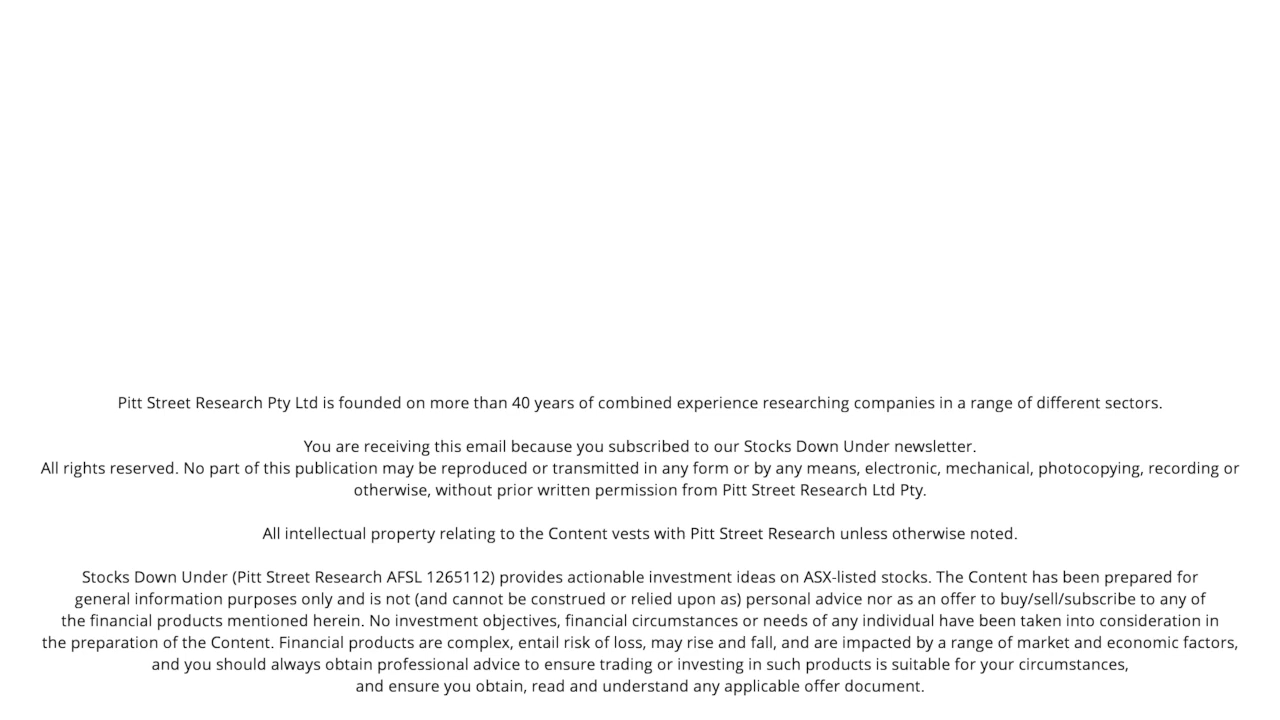 Pitt Street Research Pty Ltd is founded on more than 40 years of combined experience researching companies in a range of different sectors.
You are receiving this email because you subscribed to our Stocks Down Under newsletter.
All rights reserved. No part of this publication may be reproduced or transmitted in any form or by any means, electronic, mechanical, photocopying, recording or
otherwise, without prior written permission from Pitt Street Research Ltd Pty.
All intellectual property relating to the Content vests with Pitt Street Research unless otherwise noted.
Stocks Down Under (Pitt Street Research AFSL 1265112) provides actionable investment ideas on ASX-listed stocks. The Content has been prepared for
general information purposes only and is not (and cannot be construed or relied upon as) personal advice nor as an offer to buy/sell/subscribe to any of
the financial products mentioned herein. No investment objectives, financial circumstances or needs of any individual have been taken into consideration in
the preparation of the Content. Financial products are complex, entail risk of loss, may rise and fall, and are impacted by a range of market and economic factors,
and you should always obtain professional advice to ensure trading or investing in such products is suitable for your circumstances,
and ensure you obtain, read and understand any applicable offer document.